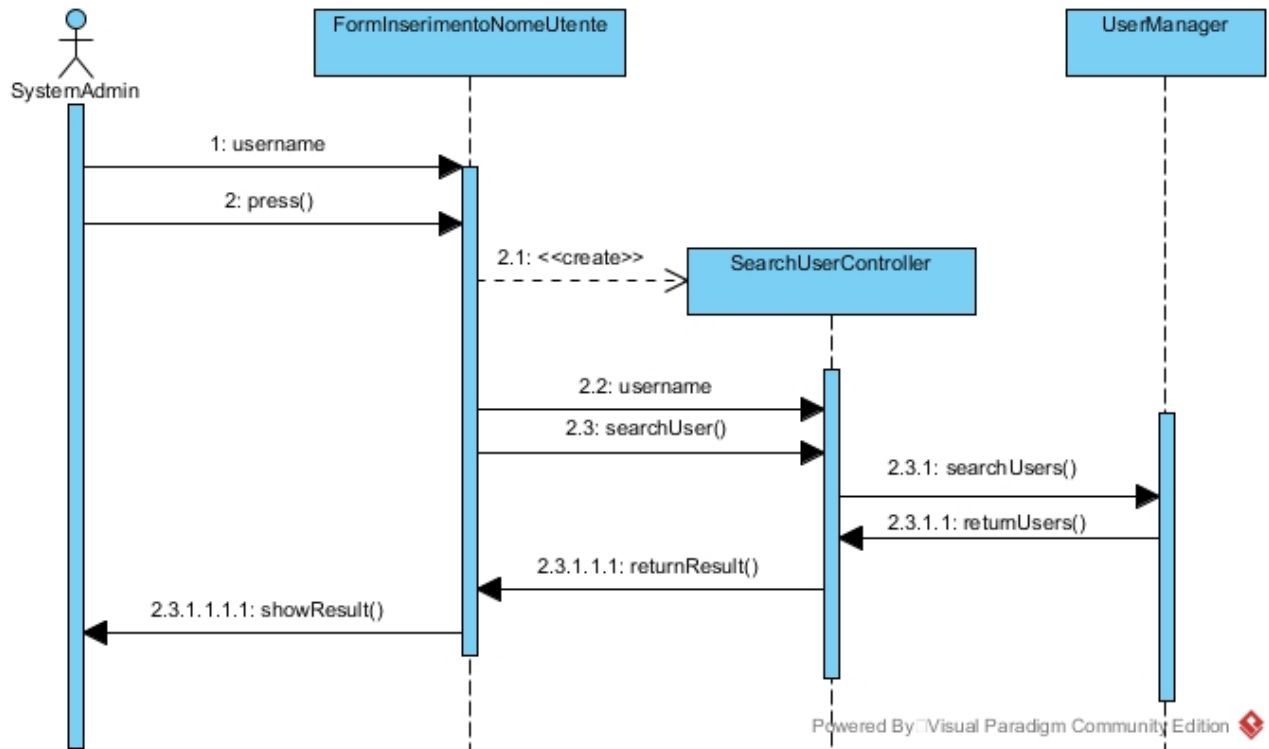 FormInserimentoNomeUtente
UserManager
SystemAdmin
1: username
2: press()
2.1: <<create>>
SearchUserController
2.2: username
2.3: searchUser()
2.3.1: searchUsers()
2.3.1.1: returnUsers()
2.3.1.1.1: returnResult()
2.3.1.1.1.1: showResult()
Powered By Visual Paradigm Community Edition